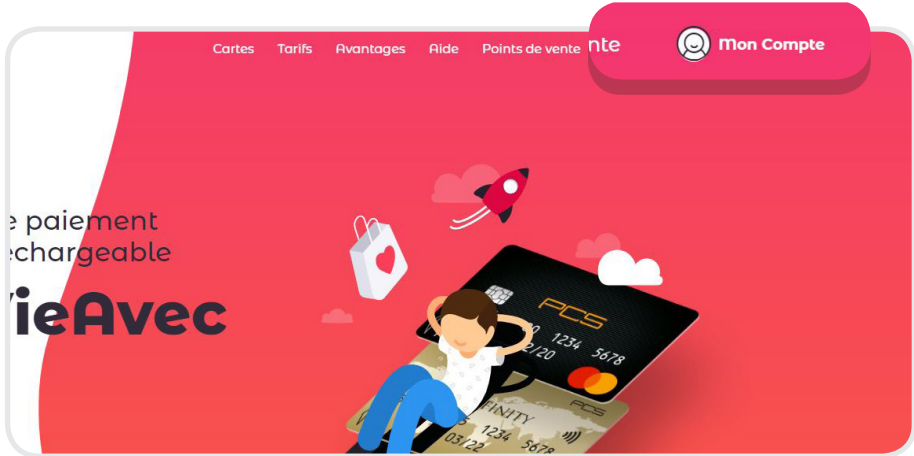 Cartes Tarifs Avantages Aide Points de vente nte Mon Compte
e paiement
echargeable
ieAvec
PCS
1234 5678
2/20
PCS
FINITY
1234 5678
03/22